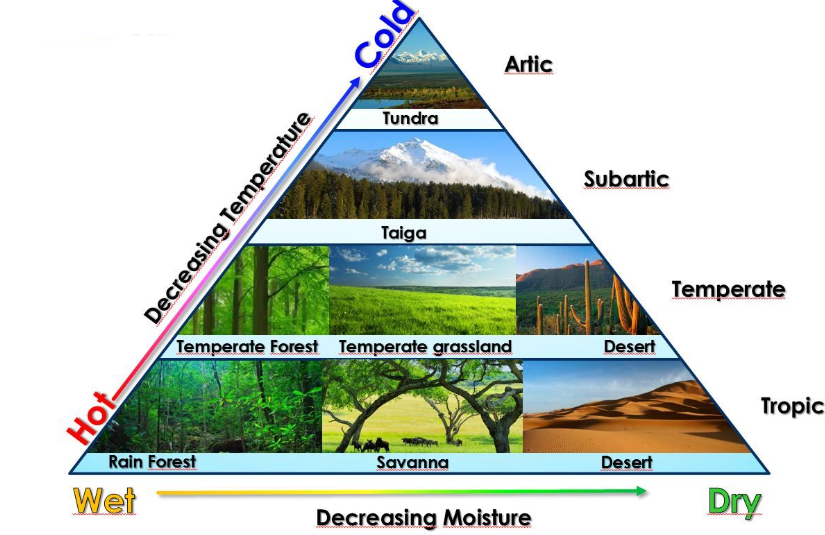 Cold
Artic
Tundra
Decreasing Temperature
Subartic
Taiga
Temperate
Temperate Forest Temperate grassland Desert
Hot
Tropic
Rain Forest Savanna Desert
Wet Dry
Decreasing Moisture